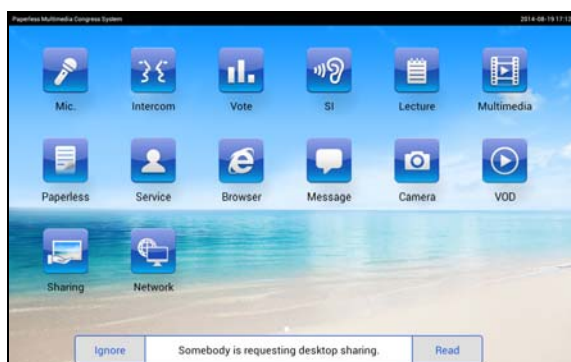 Paperless Multimedia Congress System 2014-08-19 17:13
Mic. Intercom Vote SI Lecture Multimedia
Paperless Service Browser Message Camera VOD
Sharing Network
Ignore Somebody is requesting desktop sharing. Read